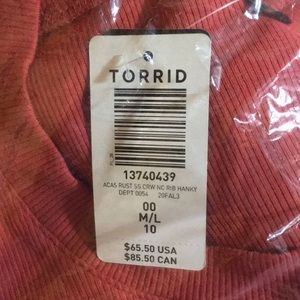 TORRID
13740439
ACAS RUST SS CRW NC RIB HANKY
DEPT 0054 20FAL3
00
M/L
10
$65.50 USA
$85.50 CAN